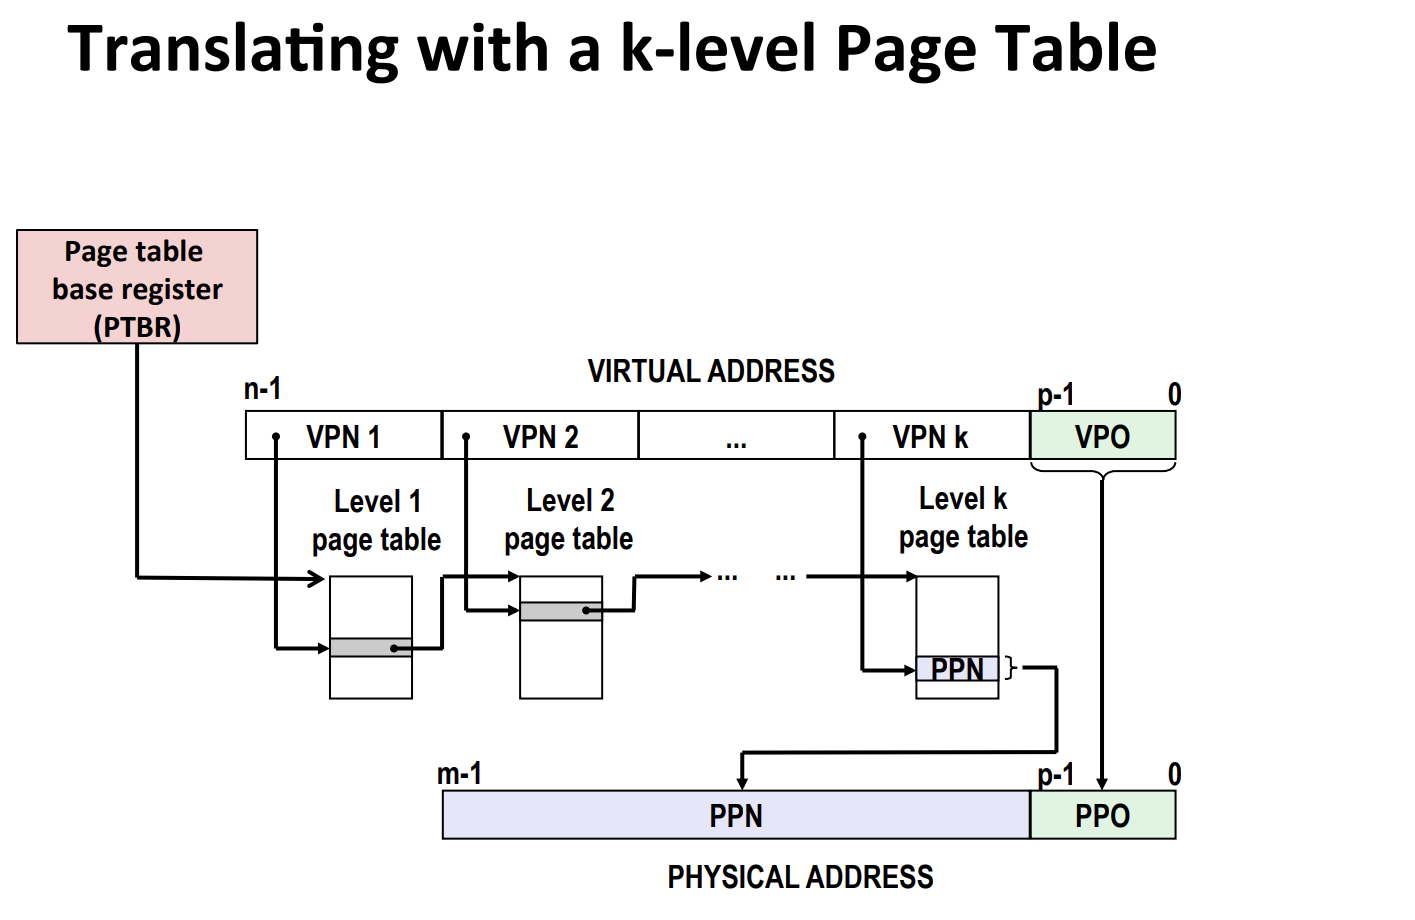 Translating with a k-level Page Table
Page table
base register
(PTBR)
VIRTUAL ADDRESS
n-1
p-1
0
VPN 1
VPN 2
...
VPN k
VPO
Level 1
page table
Level 2
page table
Level k
page table
...
...
PPN
m-1
p-1
0
PPN
PPO
PHYSICAL ADDRESS